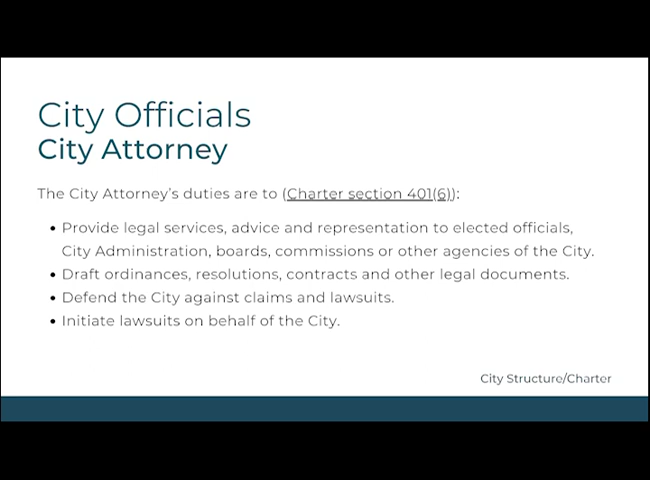 City Officials
City Attorney
The City Attorney's duties are to (Charter section 401(6)):
• Provide legal services, advice and representation to elected officials,
City Administration, boards, commissions or other agencies of the City.
• Draft ordinances, resolutions, contracts and other legal documents.
• Defend the City against claims and lawsuits.
• Initiate lawsuits on behalf of the City.
City Structure/Charter